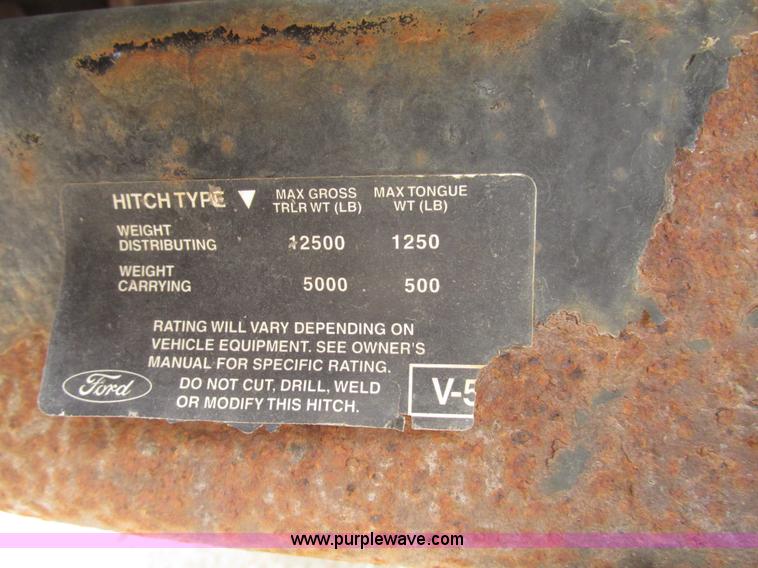 HITCH TYPE ▼ MAX GROSS TRLR WT (LB) MAX TONGUE WT (LB)
WEIGHT DISTRIBUTING 12500 1250
WEIGHT CARRYING 5000 500
RATING WILL VARY DEPENDING ON
VEHICLE EQUIPMENT. SEE OWNER'S
MANUAL FOR SPECIFIC RATING.
DO NOT CUT, DRILL, WELD
OR MODIFY THIS HITCH.
Ford
V-5
www.purplewave.com